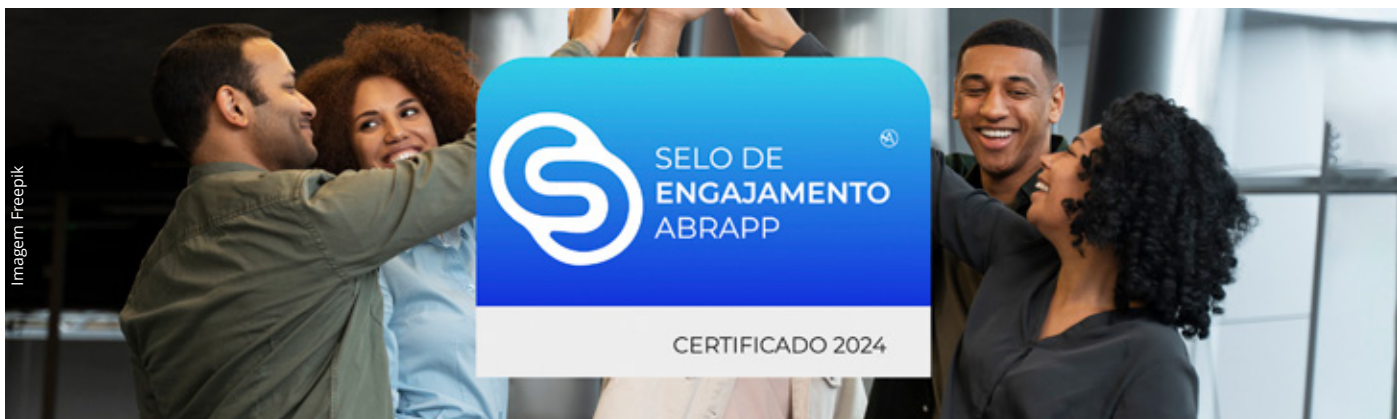 Imagem Freepik
SELO DE
ENGAJAMENTO
ABRAPP
CERTIFICADO 2024